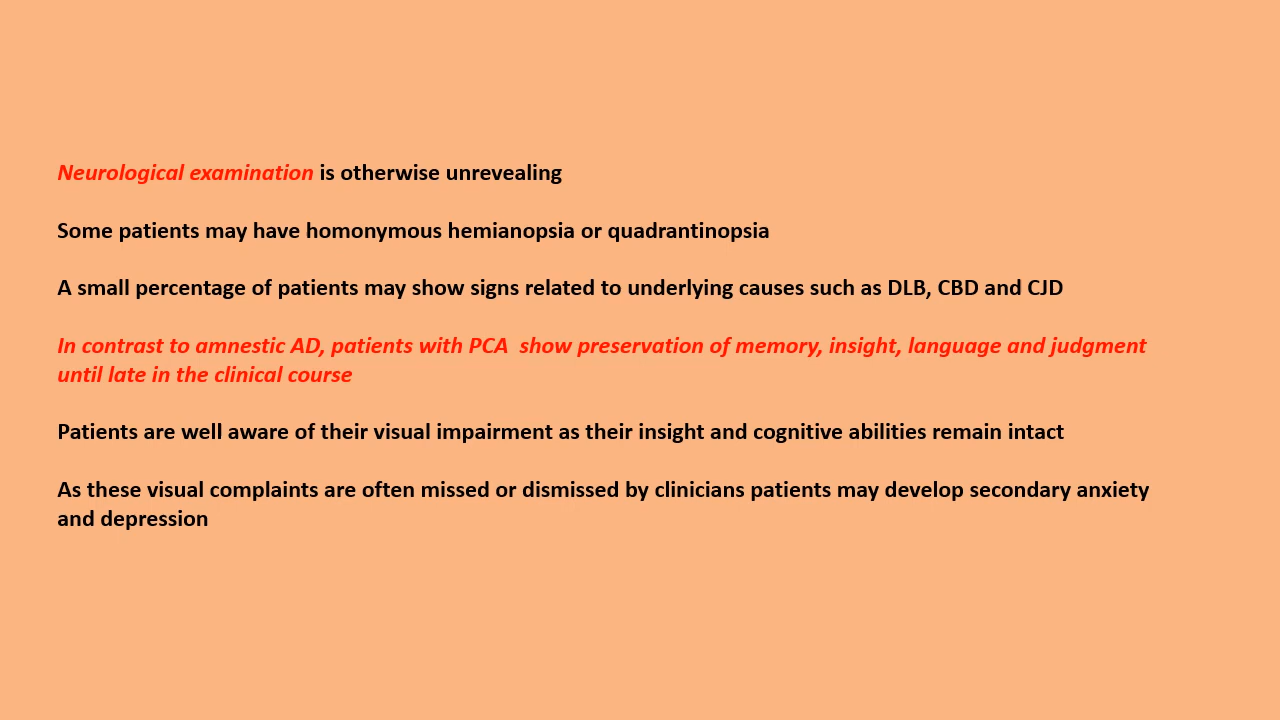 Neurological examination is otherwise unrevealing
Some patients may have homonymous hemianopsia or quadrantinopsia
A small percentage of patients may show signs related to underlying causes such as DLB, CBD and CJD
In contrast to amnestic AD, patients with PCA  show preservation of memory, insight, language and judgment
until late in the clinical course
Patients are well aware of their visual impairment as their insight and cognitive abilities remain intact
As these visual complaints are often missed or dismissed by clinicians patients may develop secondary anxiety
and depression